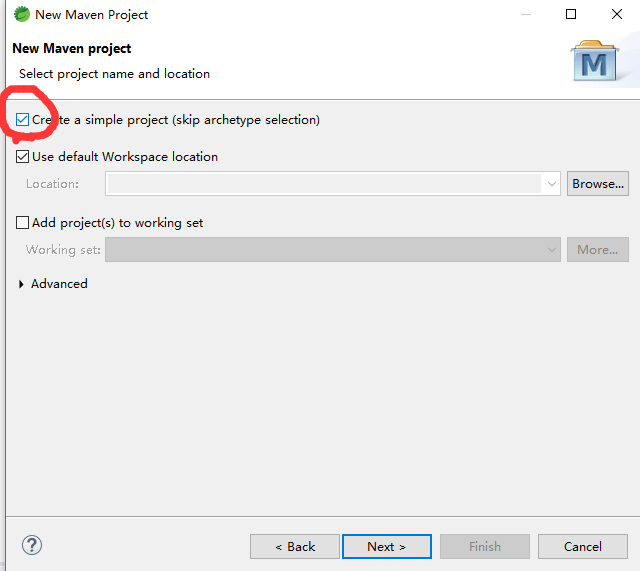 New Maven Project
New Maven project
Select project name and location
M
Create a simple project (skip archetype selection)
Use default Workspace location
Location:
Browse...
Add project(s) to working set
Working set:
More...
Advanced
?
< Back
Next >
Finish
Cancel